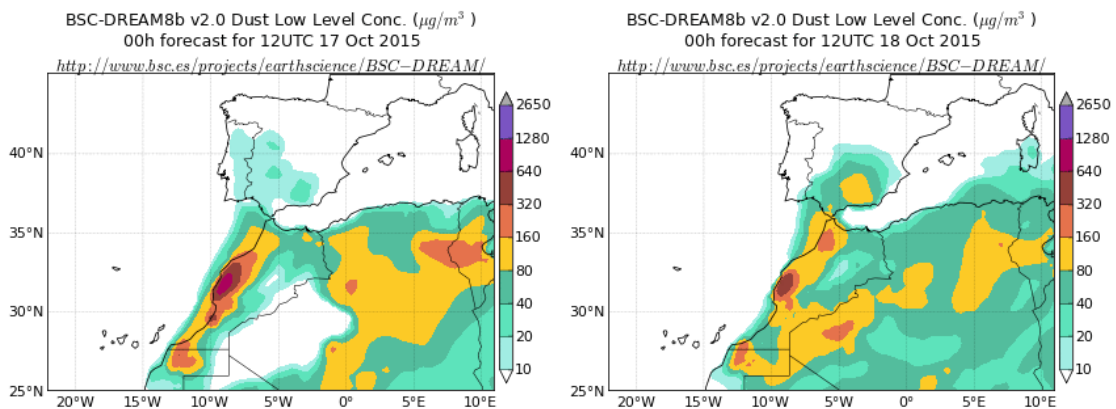 BSC-DREAM8b v2.0 Dust Low Level Conc. (μg/m³ )
00h forecast for 12UTC 17 Oct 2015
http://www.bsc.es/projects/earthscience/BSC−DREAM/
2650
1280
640
320
160
80
40
20
10
40°N
35°N
30°N
25°N
20°W 15°W 10°W 5°W 0° 5°E 10°E
BSC-DREAM8b v2.0 Dust Low Level Conc. (μg/m³ )
00h forecast for 12UTC 18 Oct 2015
http://www.bsc.es/projects/earthscience/BSC−DREAM/
2650
1280
640
320
160
80
40
20
10
40°N
35°N
30°N
25°N
20°W 15°W 10°W 5°W 0° 5°E 10°E